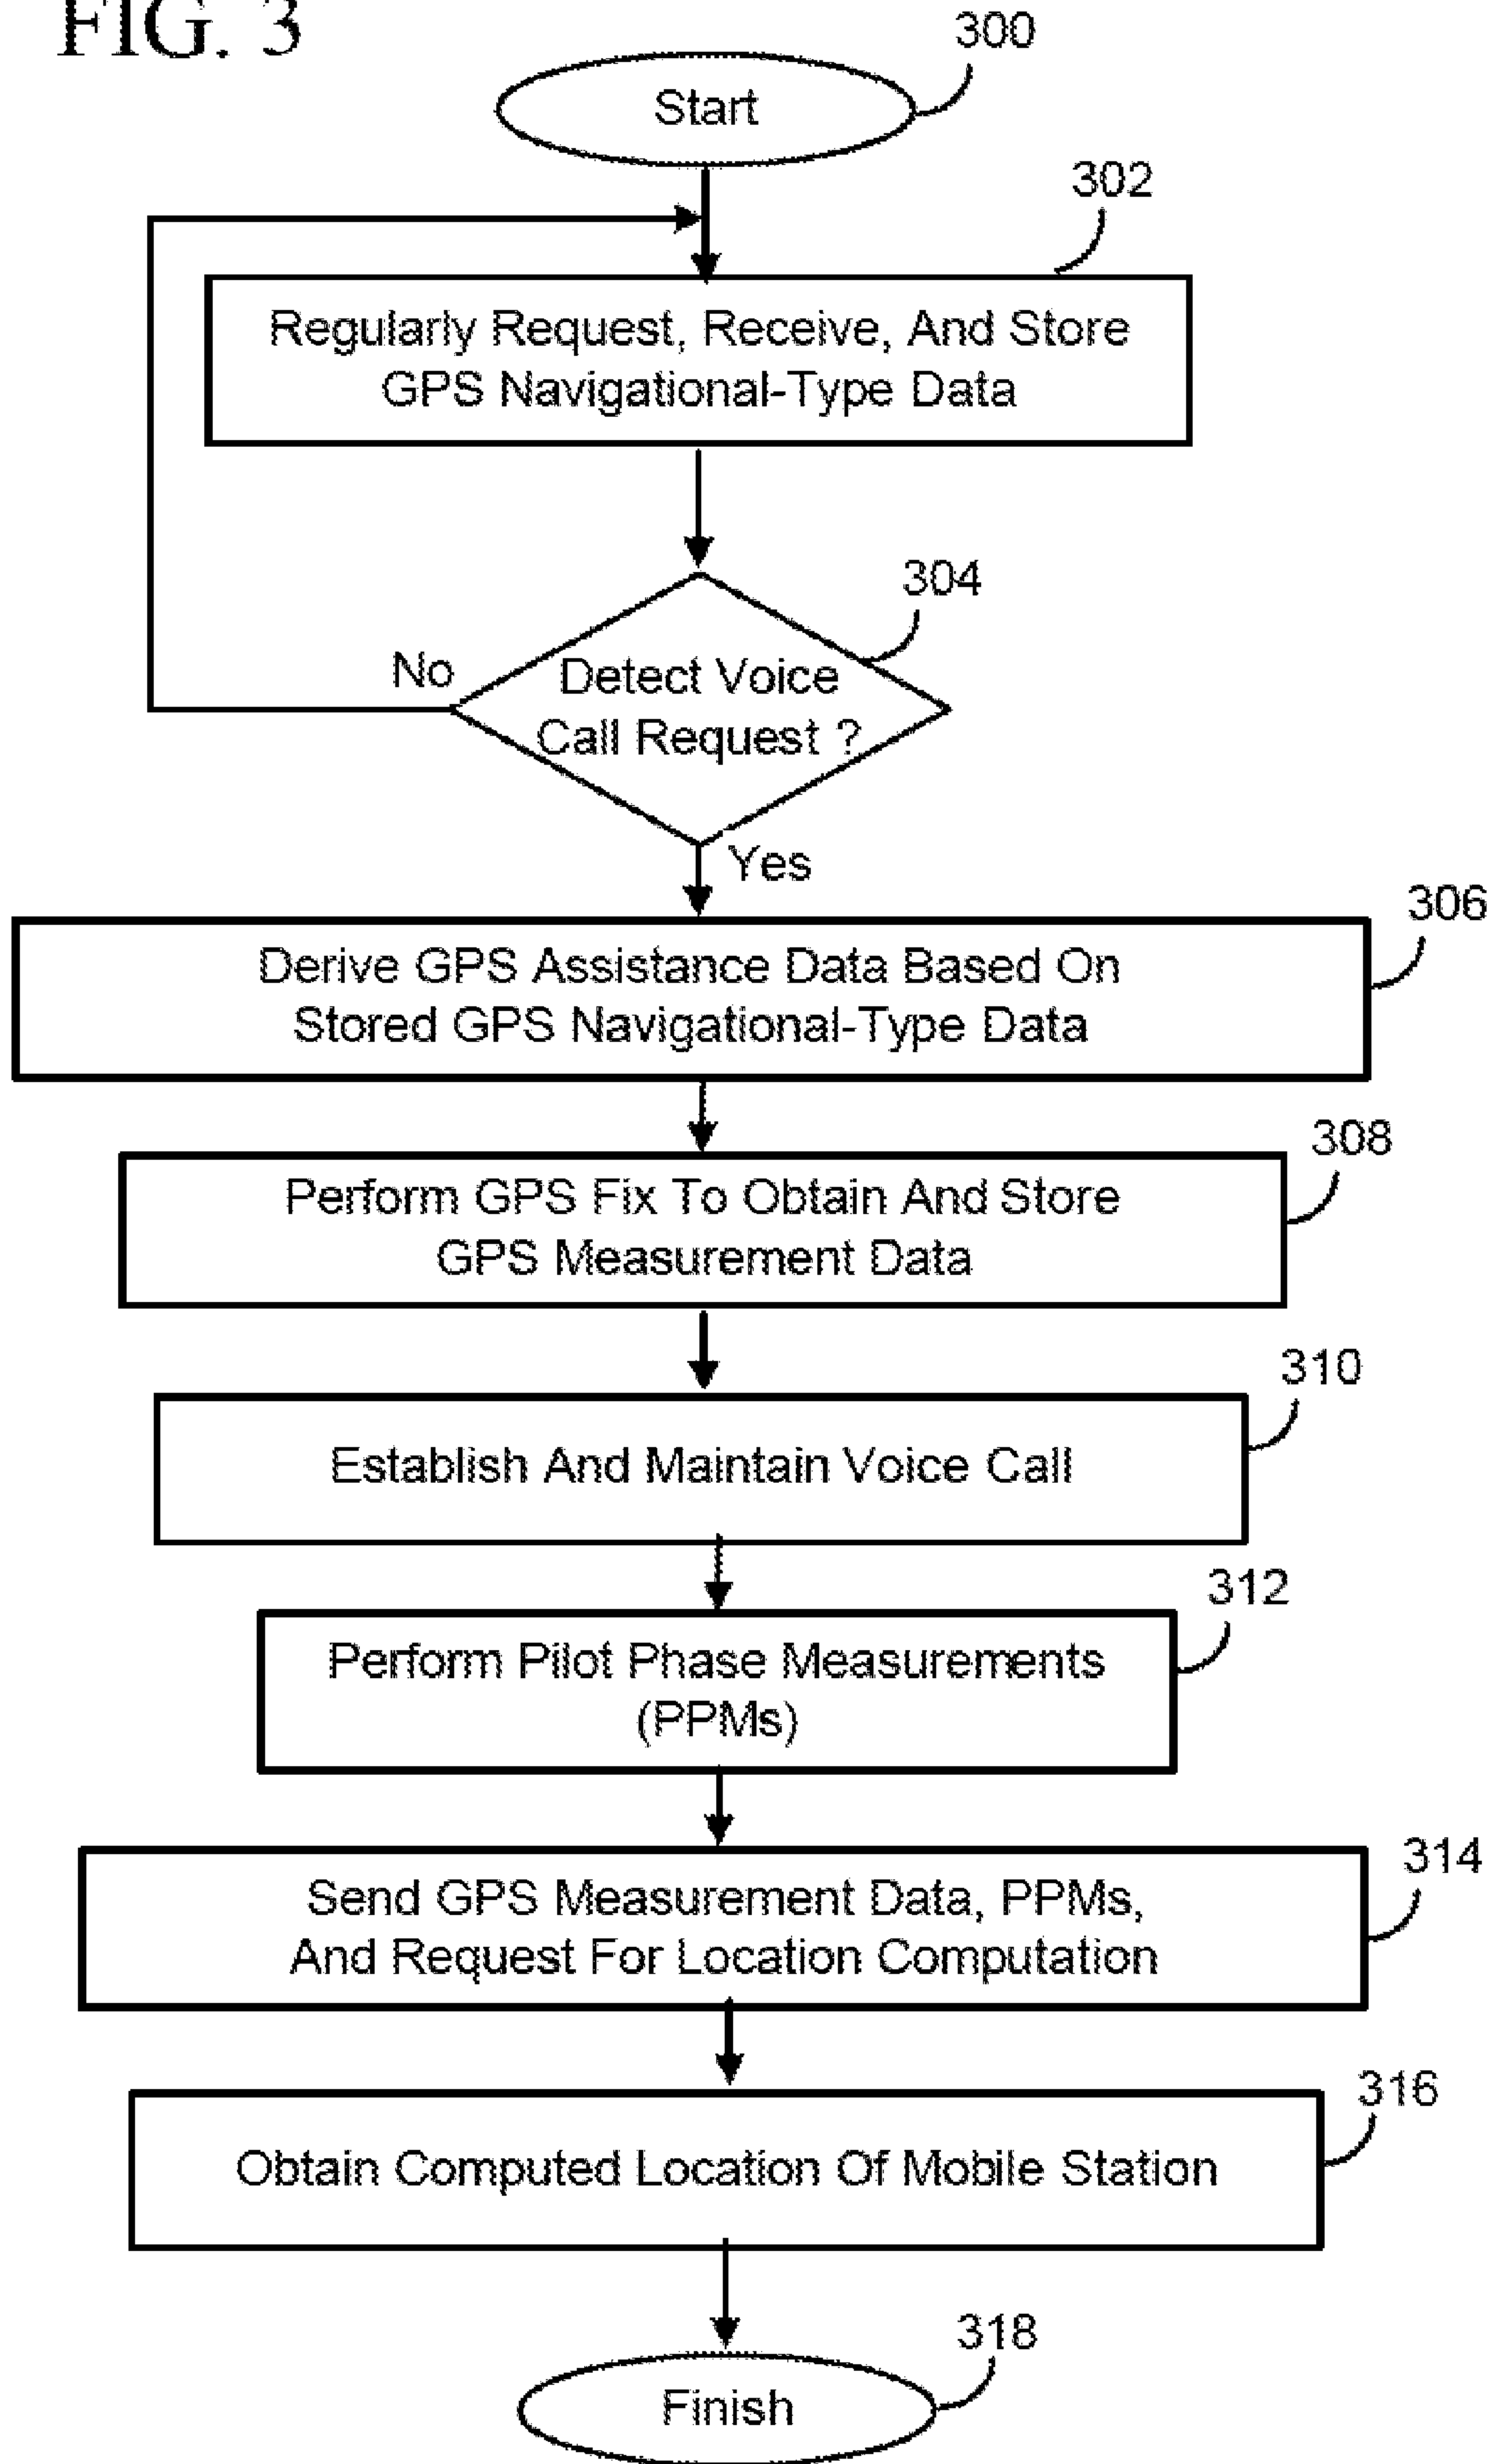 FIG. 3
300
Start
302
Regularly Request, Receive, And Store
GPS Navigational-Type Data
304
No
Detect Voice
Call Request ?
Yes
306
Derive GPS Assistance Data Based On
Stored GPS Navigational-Type Data
308
Perform GPS Fix To Obtain And Store
GPS Measurement Data
310
Establish And Maintain Voice Call
312
Perform Pilot Phase Measurements
(PPMs)
314
Send GPS Measurement Data, PPMs,
And Request For Location Computation
316
Obtain Computed Location Of Mobile Station
318
Finish